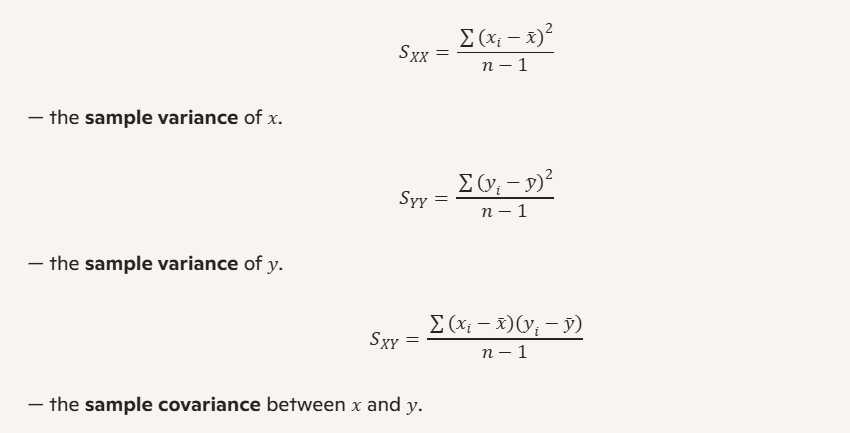 S_XX = ∑(x_i − x̄)² / (n − 1)
— the sample variance of x.
S_YY = ∑(y_i − ȳ)² / (n − 1)
— the sample variance of y.
S_XY = ∑(x_i − x̄)(y_i − ȳ) / (n − 1)
— the sample covariance between x and y.